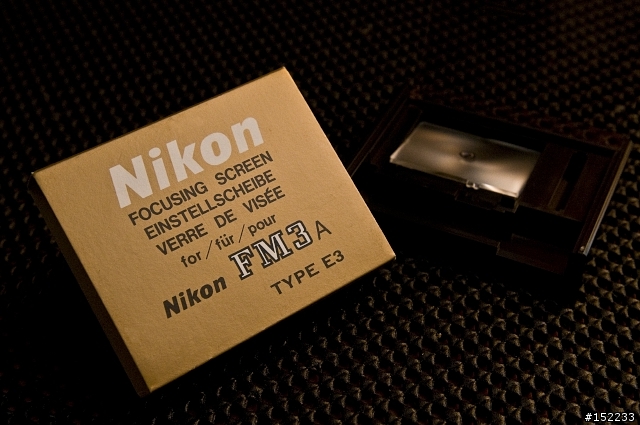 Nikon
FOCUSING SCREEN
EINSTELLSCHEIBE
VERRE DE VISÉE
for/für/pour
Nikon FM3A
TYPE E3
#152233